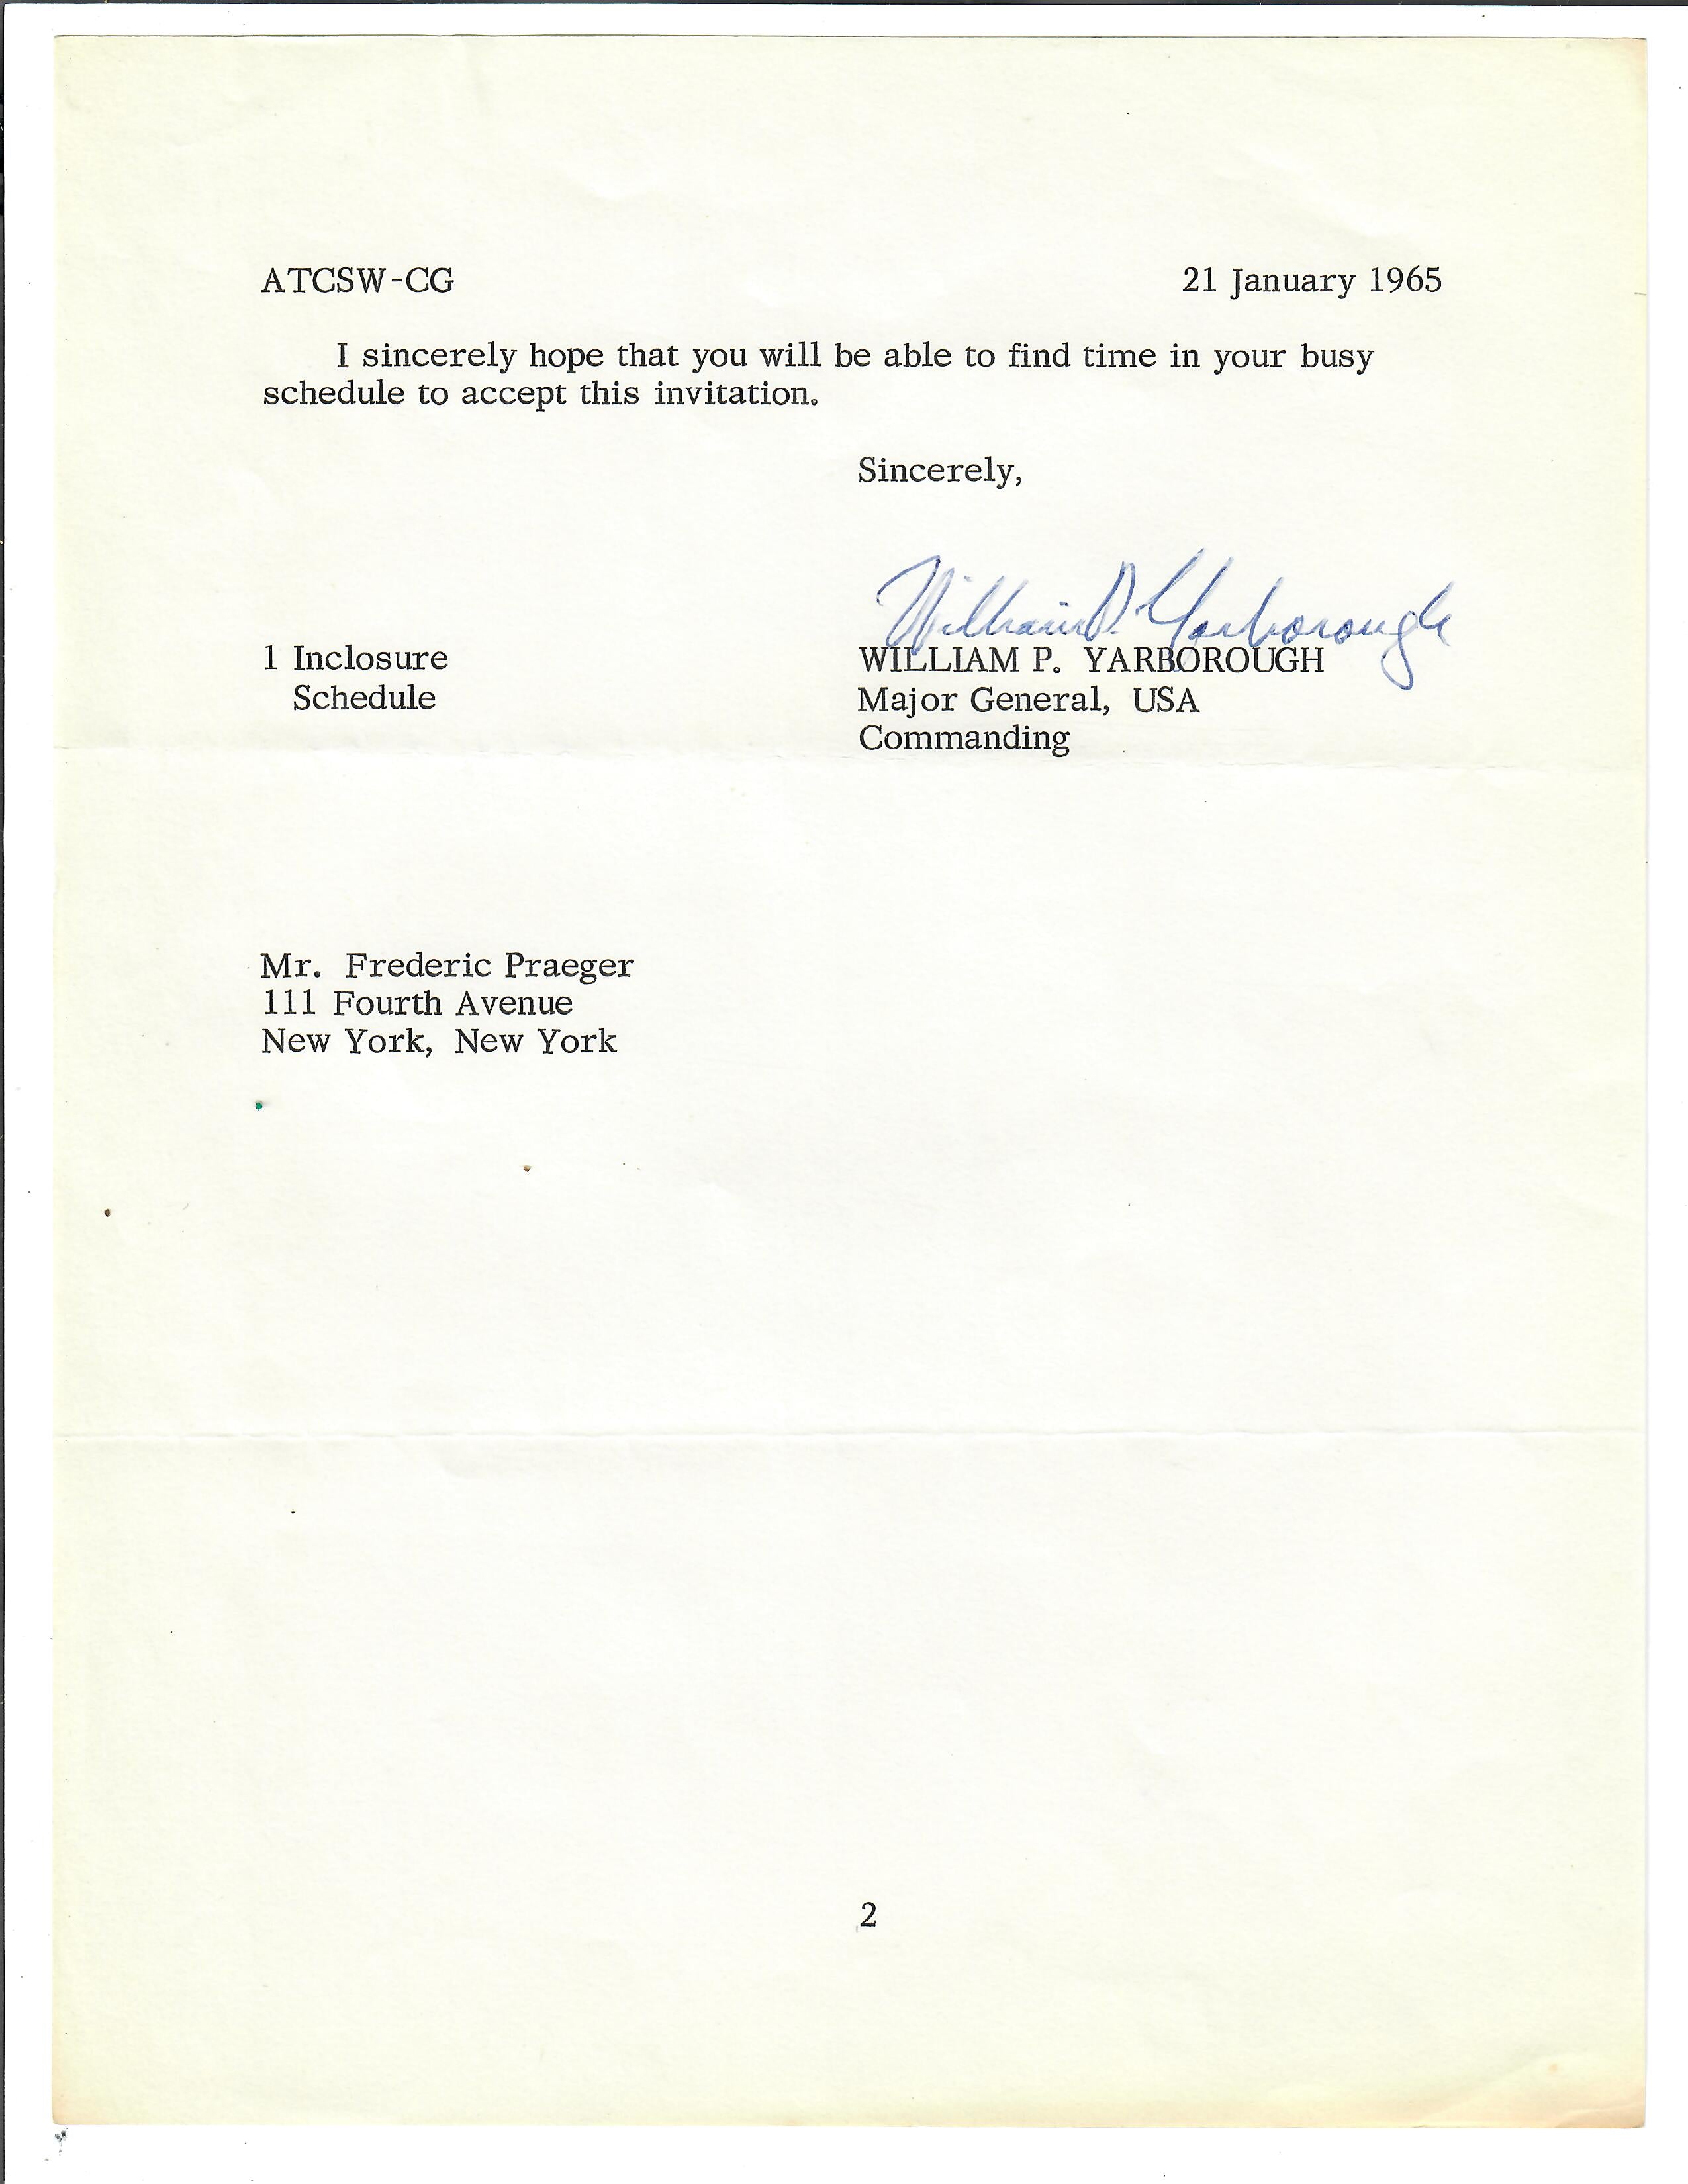 ATCSW-CG 21 January 1965
I sincerely hope that you will be able to find time in your busy
schedule to accept this invitation.
Sincerely,
William P. Yarborough
1 Inclosure WILLIAM P. YARBOROUGH
Schedule Major General, USA
Commanding
Mr. Frederic Praeger
111 Fourth Avenue
New York, New York
2